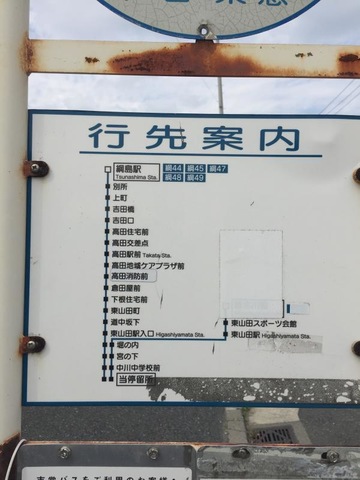 行先案内
綱島駅 綱44 綱45 綱47
Tsunashima Sta. 綱48 綱49
別所
上町
吉田橋
吉田口
高田住宅前
高田交差点
高田駅前 Takata Sta.
高田地域ケアプラザ前
高田消防前
倉田屋前
下根住宅前
東山田町
道中坂下
東山田駅入口 Higashiyamata Sta.
東山田スポーツ会館
東山田駅 Higashiyamata Sta.
堀の内
宮の下
中川中学校前
当停留所